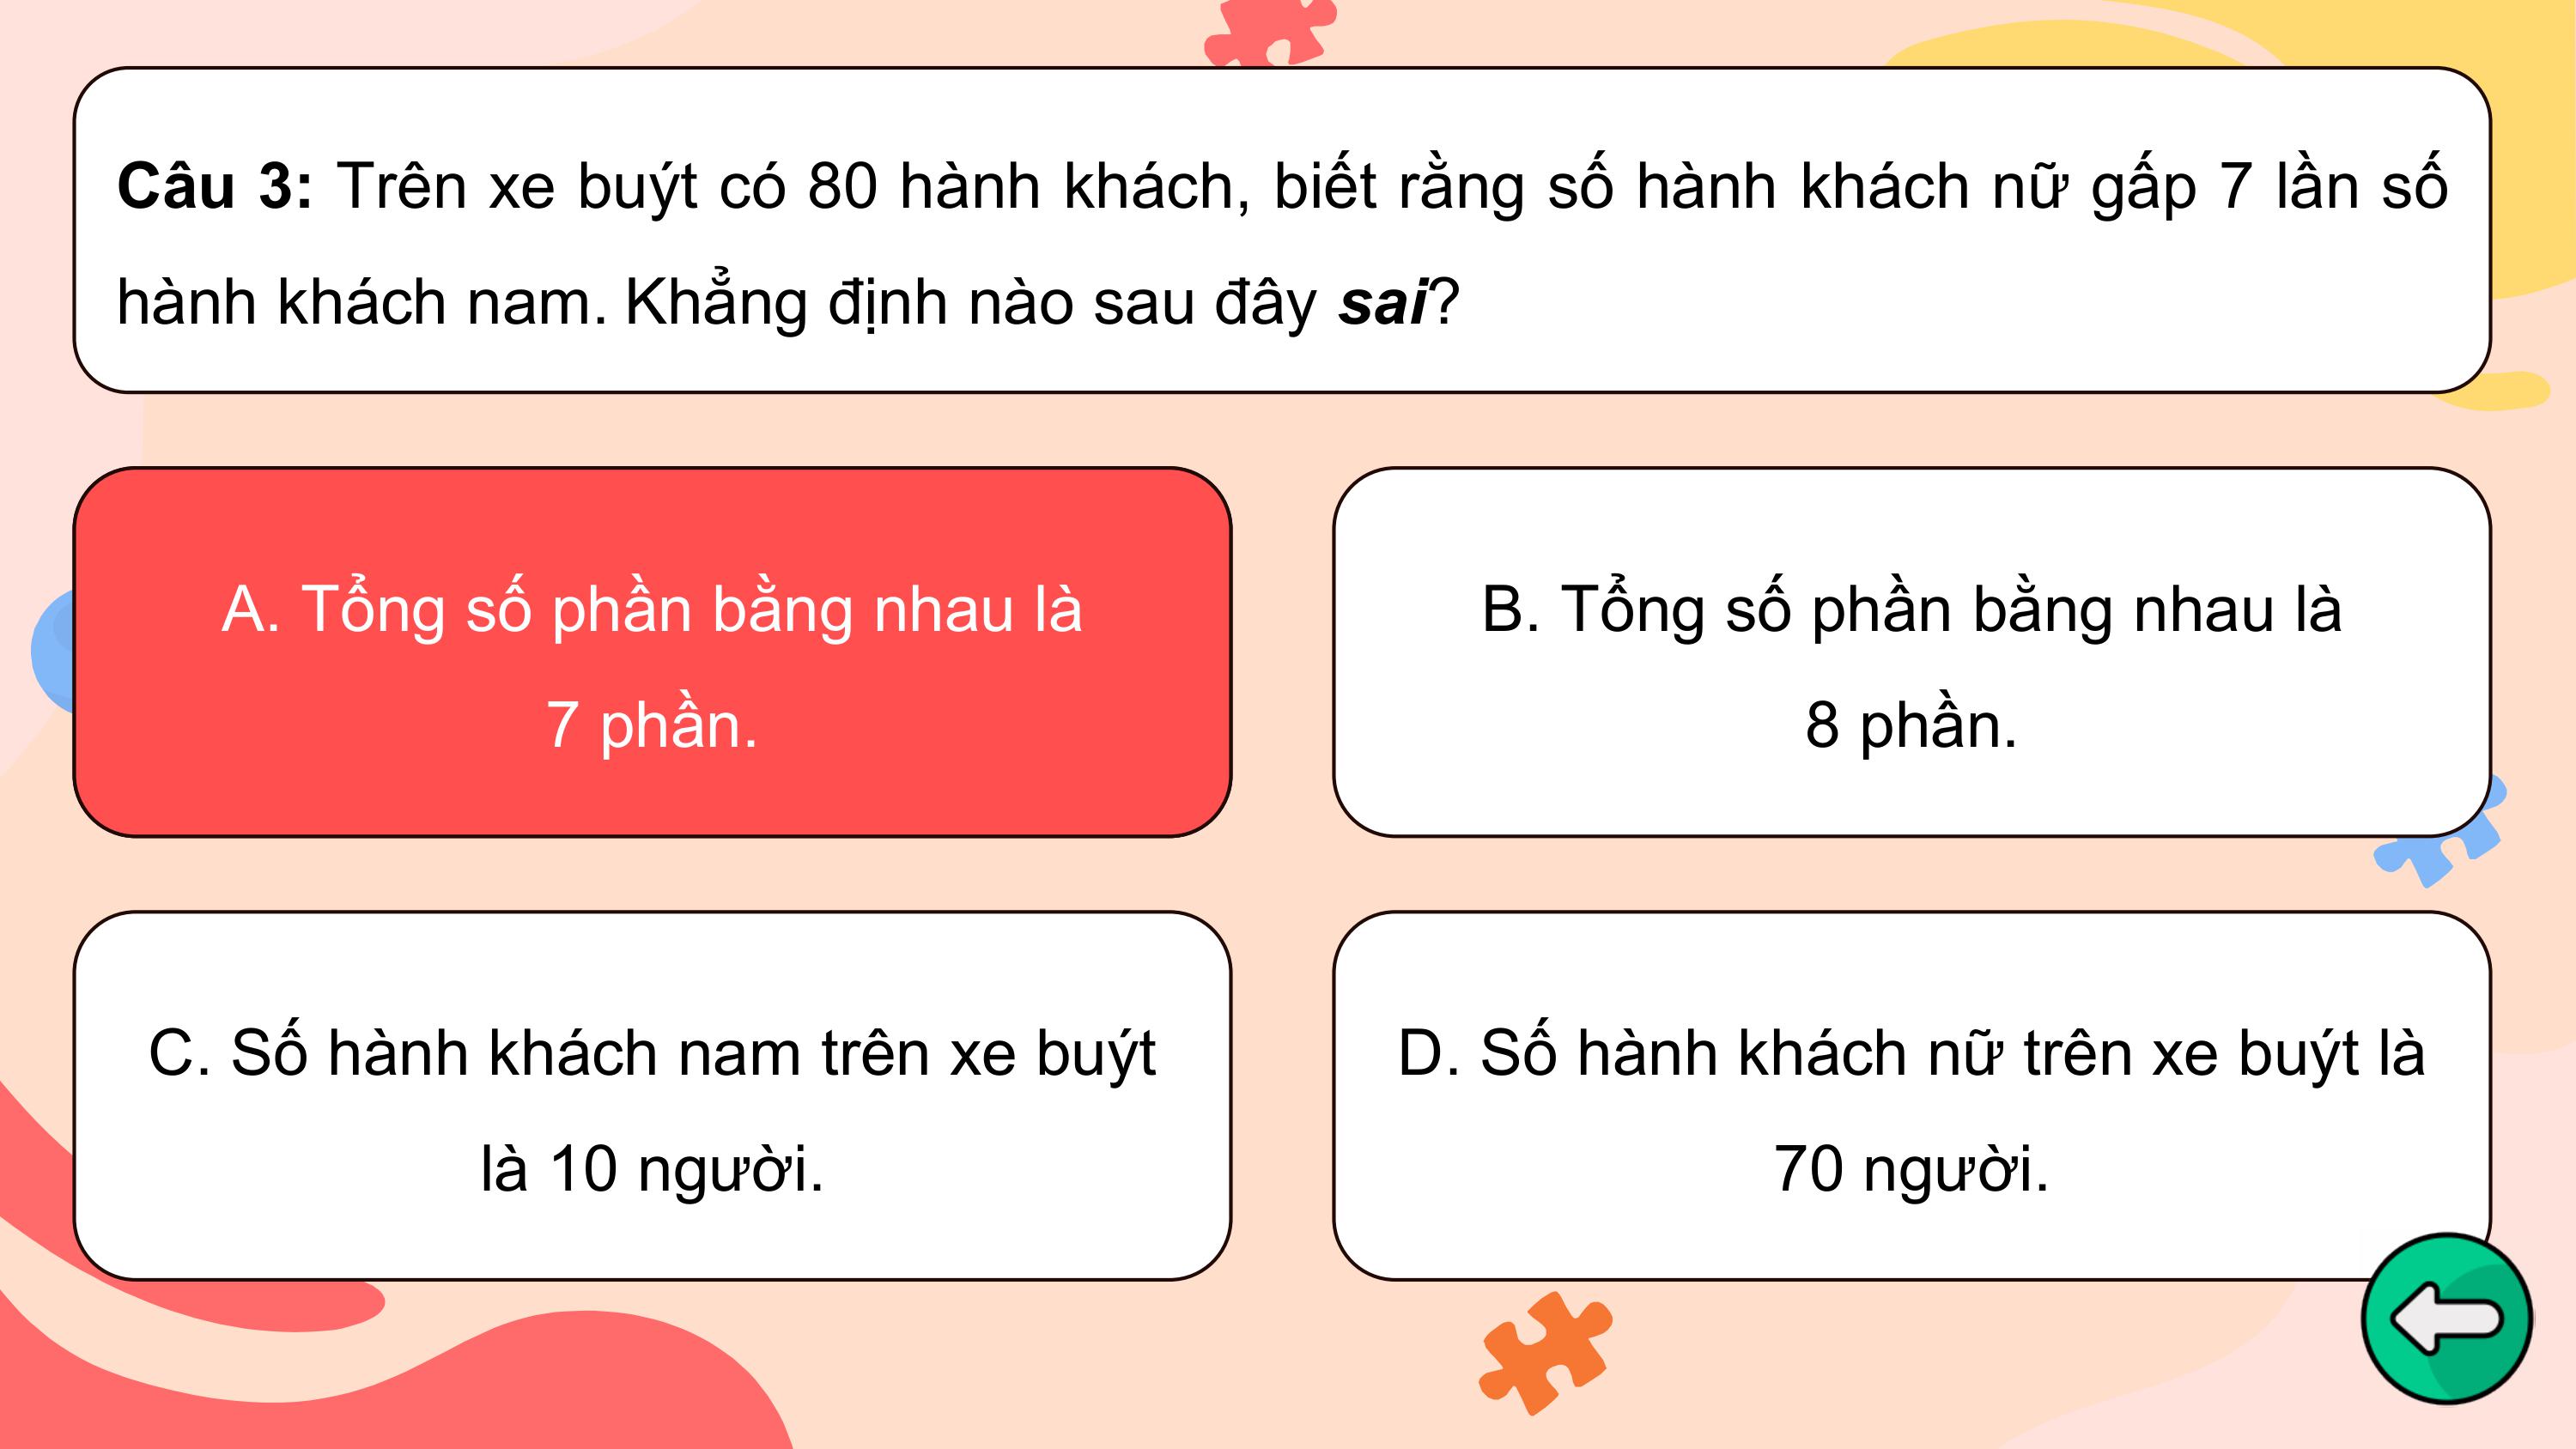 Câu 3: Trên xe buýt có 80 hành khách, biết rằng số hành khách nữ gấp 7 lần số
hành khách nam. Khẳng định nào sau đây sai?
A. Tổng số phần bằng nhau là
7 phần.
B. Tổng số phần bằng nhau là
8 phần.
C. Số hành khách nam trên xe buýt
là 10 người.
D. Số hành khách nữ trên xe buýt là
70 người.